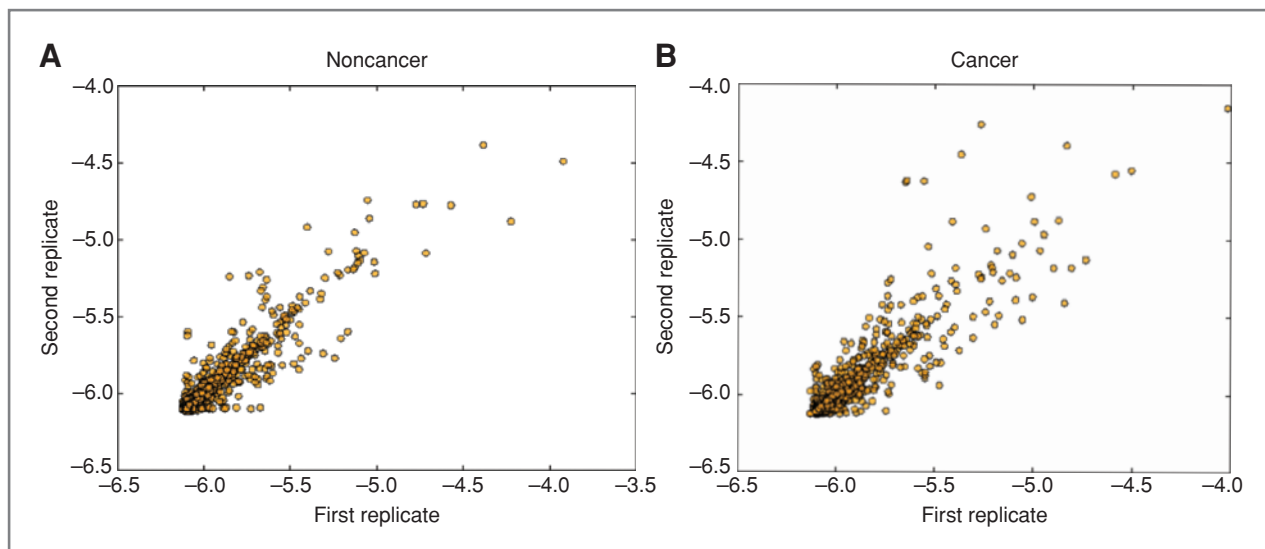 A
Noncancer
Second replicate
−4.0
−4.5
−5.0
−5.5
−6.0
−6.5
−6.5 −6.0 −5.5 −5.0 −4.5 −4.0 −3.5
First replicate
B
Cancer
Second replicate
−4.0
−4.5
−5.0
−5.5
−6.0
−6.5
−6.5 −6.0 −5.5 −5.0 −4.5 −4.0
First replicate